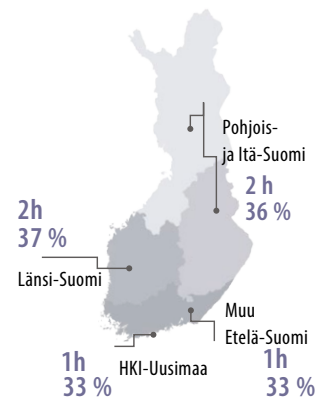 Pohjois-
ja Itä-Suomi
2 h
36 %
2h
37 %
Länsi-Suomi
Muu
Etelä-Suomi
1h
33 %
HKI-Uusimaa
1h
33 %